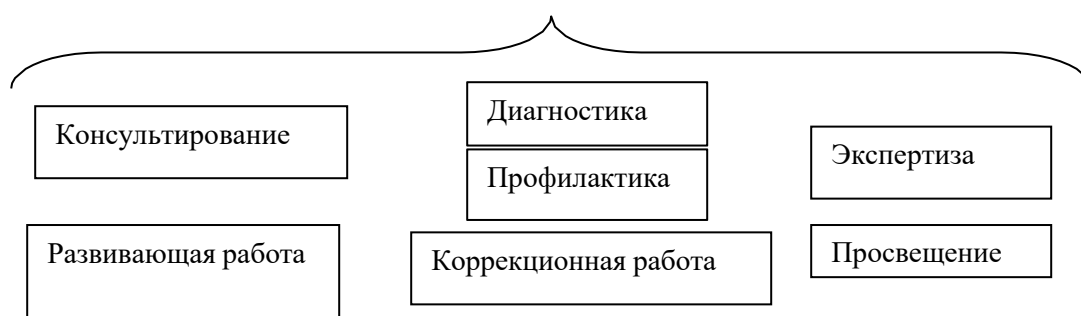 Консультирование
Диагностика
Профилактика
Экспертиза
Развивающая работа
Коррекционная работа
Просвещение